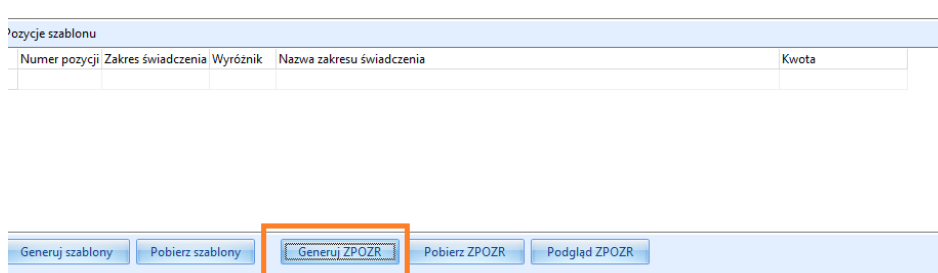 Pozycje szablonu
Numer pozycji Zakres świadczenia Wyróżnik Nazwa zakresu świadczenia Kwota
Generuj szablony Pobierz szablony Generuj ZPOZR Pobierz ZPOZR Podgląd ZPOZR